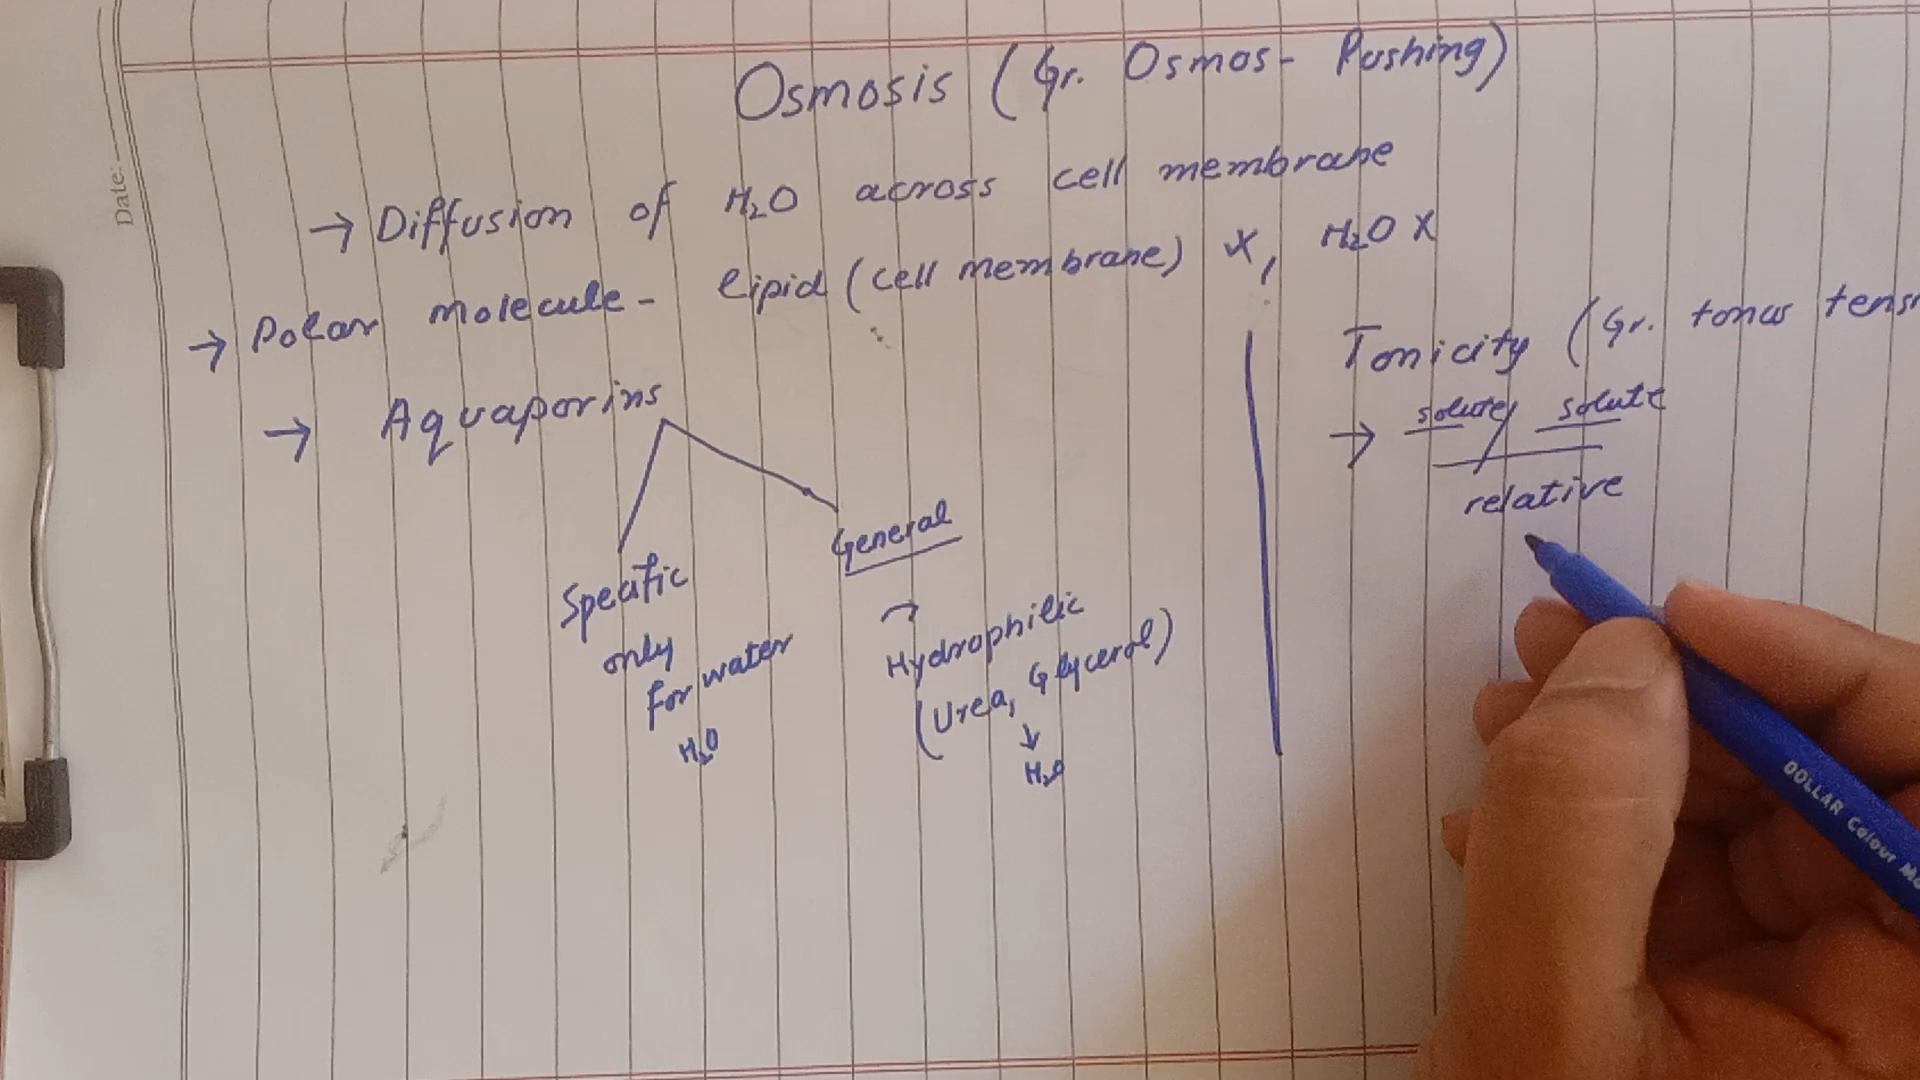 Date:
Osmosis (Gr. Osmos- Pushing)
→ Diffusion of H₂O across cell membrane
→ Polar molecule- lipid (cell membrane) X, H₂O X
→ Aquaporins
Specific
only
for water
H₂O
General
→
Hydrophilic
(Urea, Glycerol)
↓
H₂O
Tonicity (Gr. tonus
→ solute/ solute
relative
DOLLAR Colour